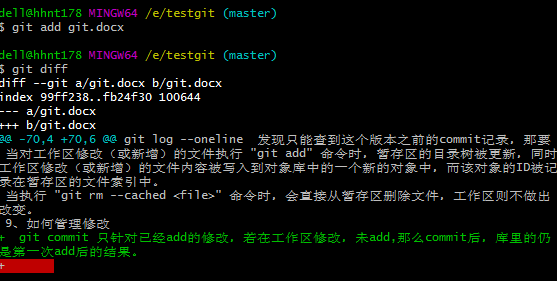 dell@hhnt178 MINGW64 /e/testgit (master)
$ git add git.docx
dell@hhnt178 MINGW64 /e/testgit (master)
$ git diff
diff --git a/git.docx b/git.docx
index 99ff238..fb24f30 100644
--- a/git.docx
+++ b/git.docx
@@ -70,4 +70,6 @@ git log --oneline 发现只能查到这个版本之前的commit记录，那要
当对工作区修改（或新增）的文件执行 "git add" 命令时，暂存区的目录树被更新，同时
工作区修改（或新增）的文件内容被写入到对象库中的一个新的对象中，而该对象的ID被记
录在暂存区的文件索引中。
当执行 "git rm --cached <file>" 命令时，会直接从暂存区删除文件，工作区则不做出
改变。
9、如何管理修改
+ git commit 只针对已经add的修改，若在工作区修改，未add,那么commit后，库里的仍
是第一次add后的结果。
+